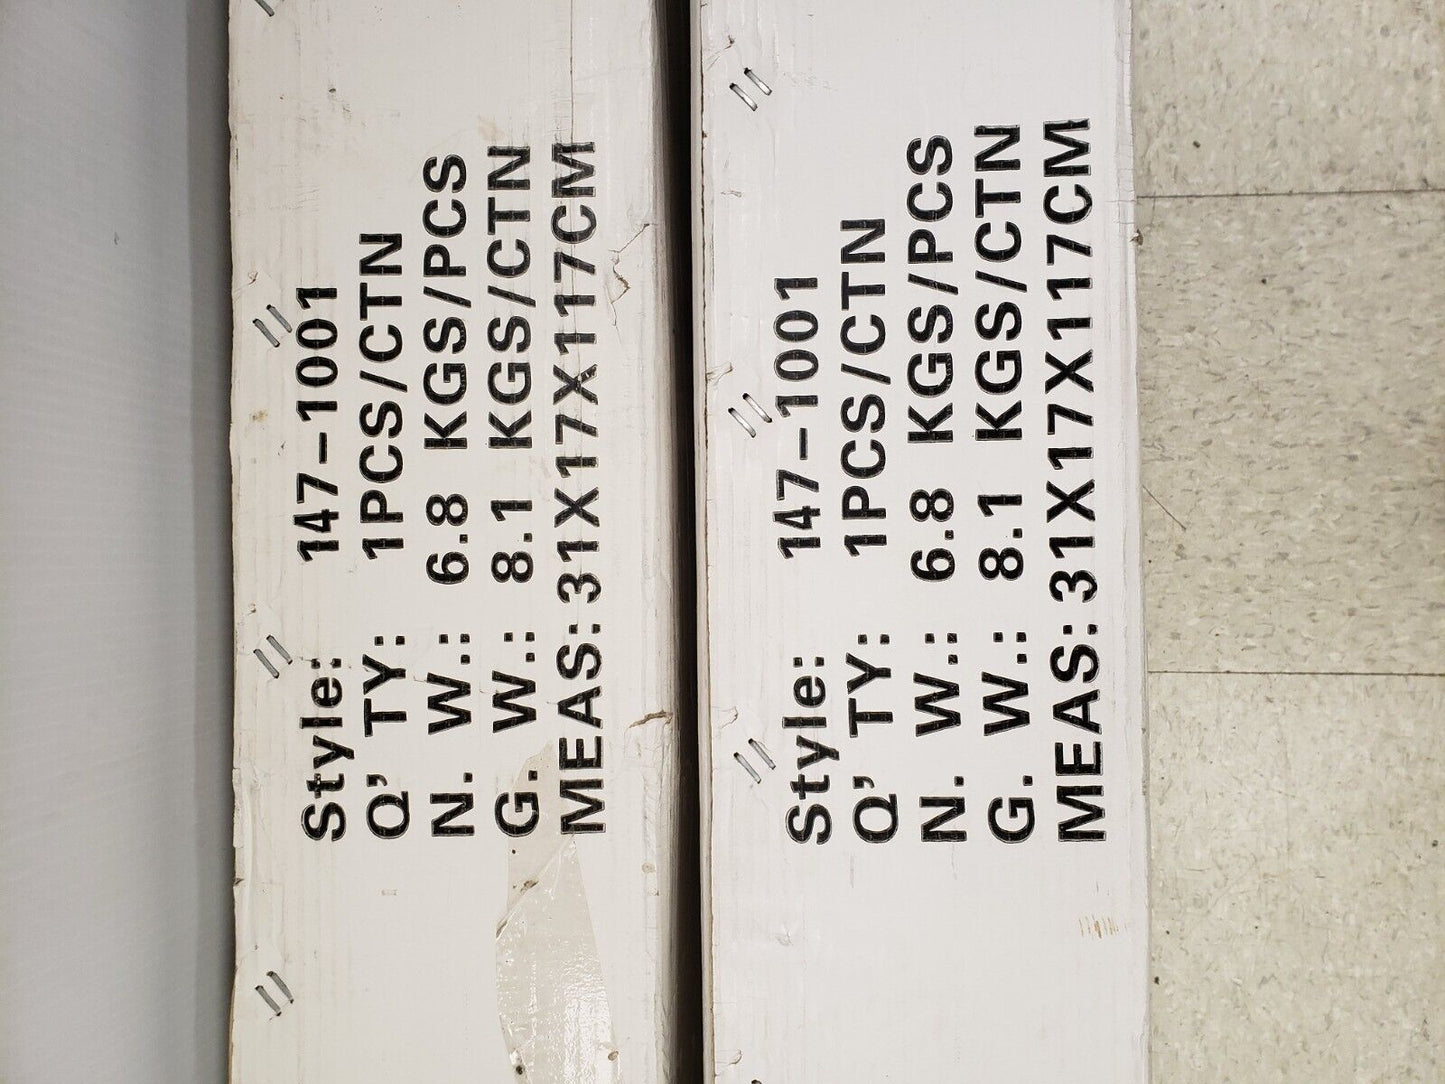 Style: 147-1001
Q' TY: 1PCS/CTN
N. W.: 6.8 KGS/PCS
G. W.: 8.1 KGS/CTN
MEAS: 31X17X117CM
Style: 147-1001
Q' TY: 1PCS/CTN
N. W.: 6.8 KGS/PCS
G. W.: 8.1 KGS/CTN
MEAS: 31X17X117CM